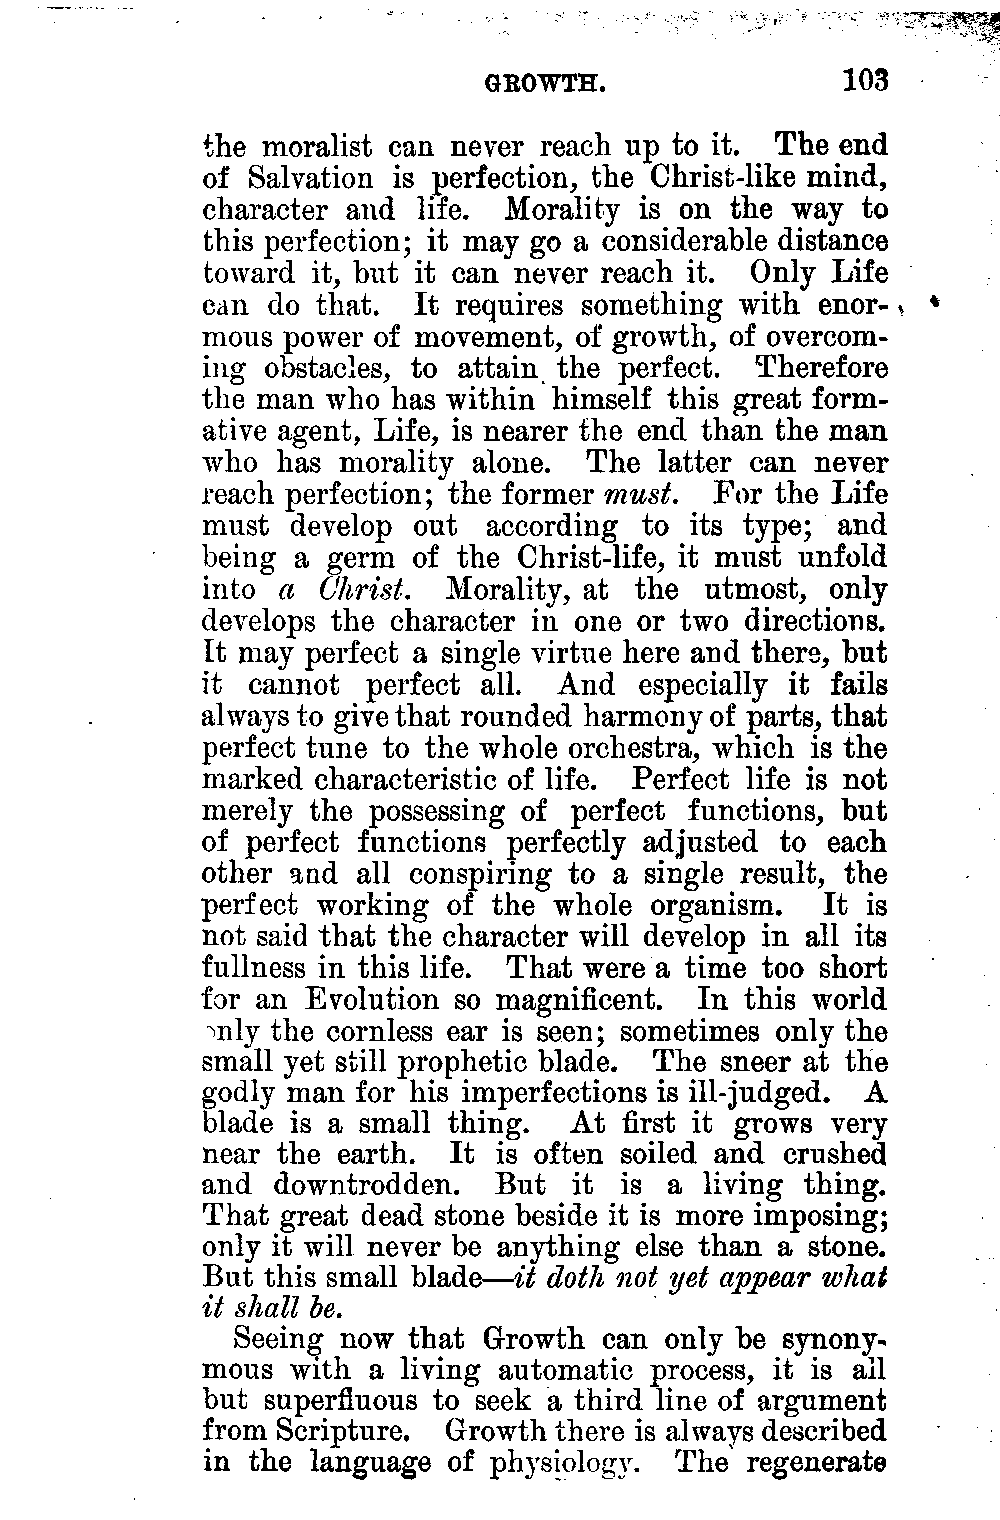 GROWTH. 103
the moralist can never reach up to it. The end
of Salvation is perfection, the Christ-like mind,
character and life. Morality is on the way to
this perfection; it may go a considerable distance
toward it, but it can never reach it. Only Life
can do that. It requires something with enor-
mous power of movement, of growth, of overcom-
ing obstacles, to attain the perfect. Therefore
the man who has within himself this great form-
ative agent, Life, is nearer the end than the man
who has morality alone. The latter can never
reach perfection; the former must. For the Life
must develop out according to its type; and
being a germ of the Christ-life, it must unfold
into a Christ. Morality, at the utmost, only
develops the character in one or two directions.
It may perfect a single virtue here and there, but
it cannot perfect all. And especially it fails
always to give that rounded harmony of parts, that
perfect tune to the whole orchestra, which is the
marked characteristic of life. Perfect life is not
merely the possessing of perfect functions, but
of perfect functions perfectly adjusted to each
other and all conspiring to a single result, the
perfect working of the whole organism. It is
not said that the character will develop in all its
fullness in this life. That were a time too short
for an Evolution so magnificent. In this world
only the cornless ear is seen; sometimes only the
small yet still prophetic blade. The sneer at the
godly man for his imperfections is ill-judged. A
blade is a small thing. At first it grows very
near the earth. It is often soiled and crushed
and downtrodden. But it is a living thing.
That great dead stone beside it is more imposing;
only it will never be anything else than a stone.
But this small blade—it doth not yet appear what
it shall be.
Seeing now that Growth can only be synony-
mous with a living automatic process, it is all
but superfluous to seek a third line of argument
from Scripture. Growth there is always described
in the language of physiology. The regenerate